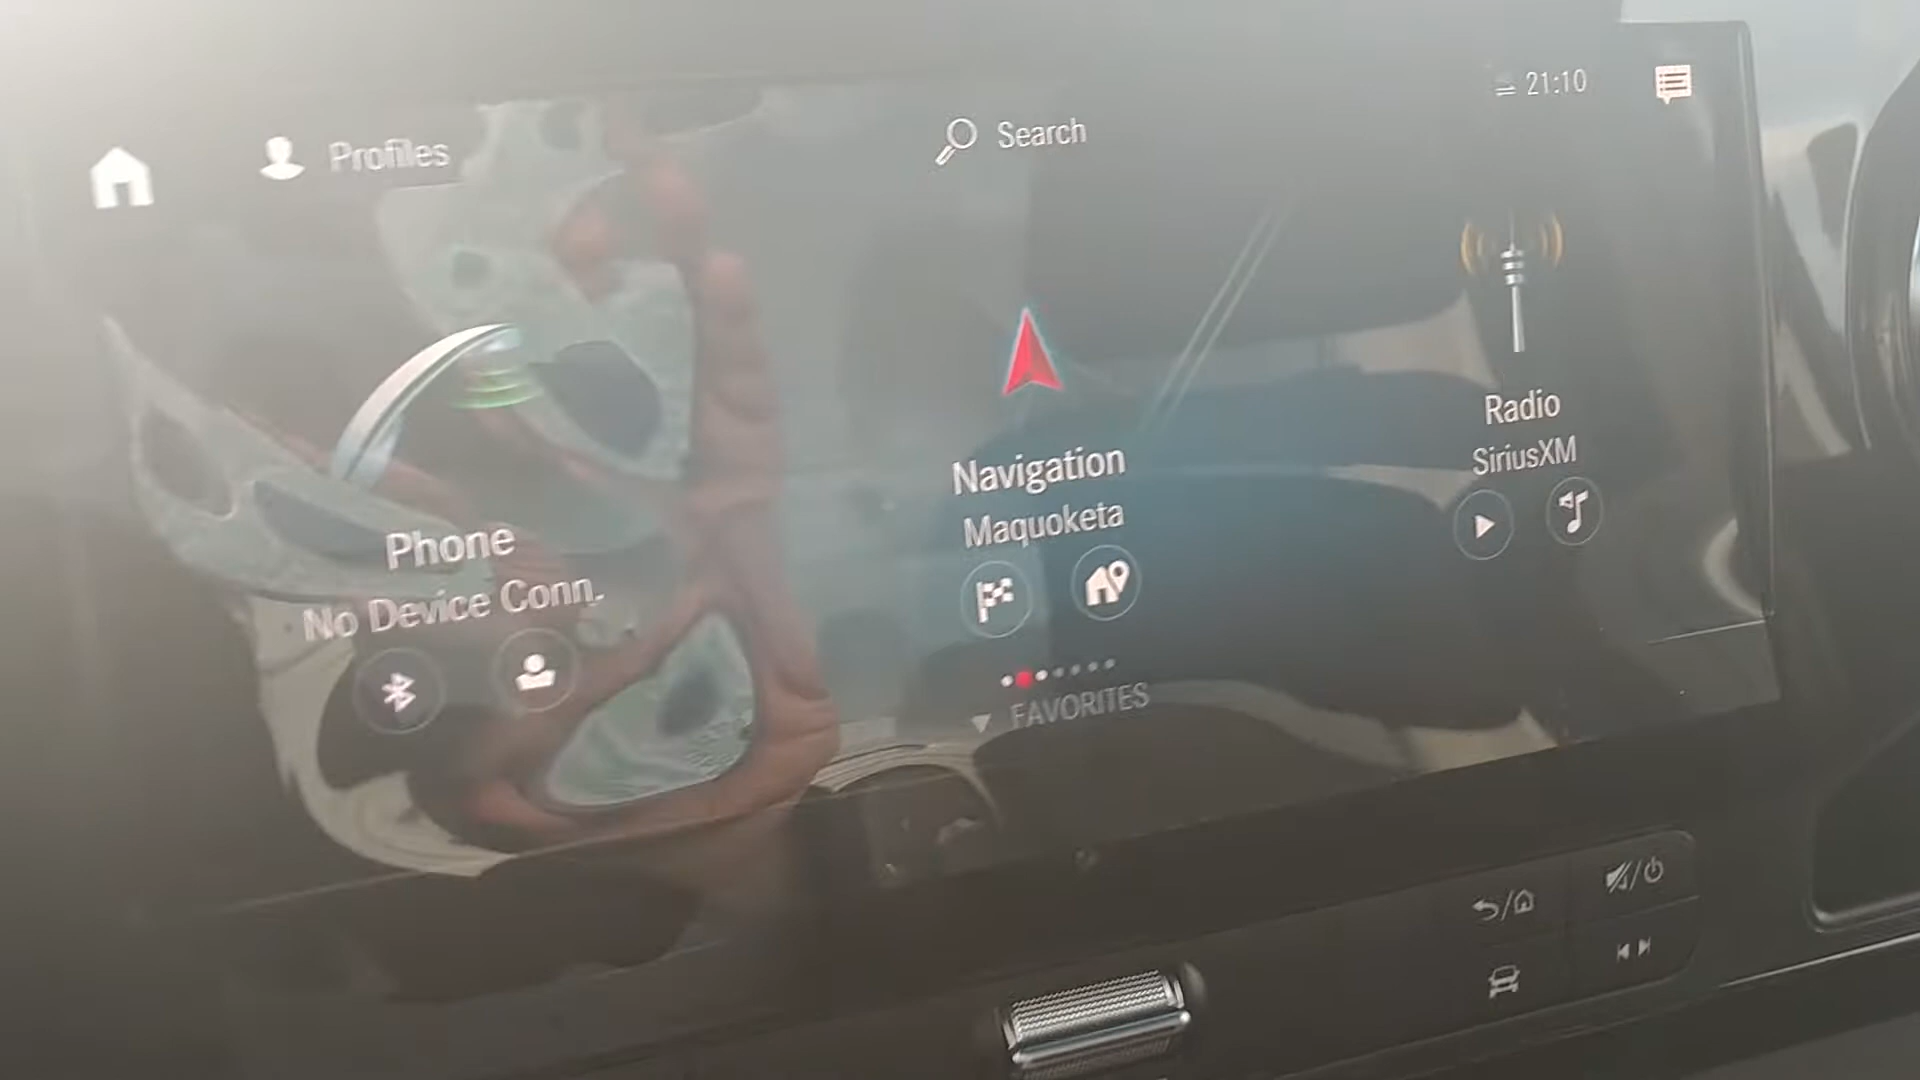 Profiles
Search
21:10
Phone
No Device Conn.
Navigation
Maquoketa
Radio
SiriusXM
FAVORITES